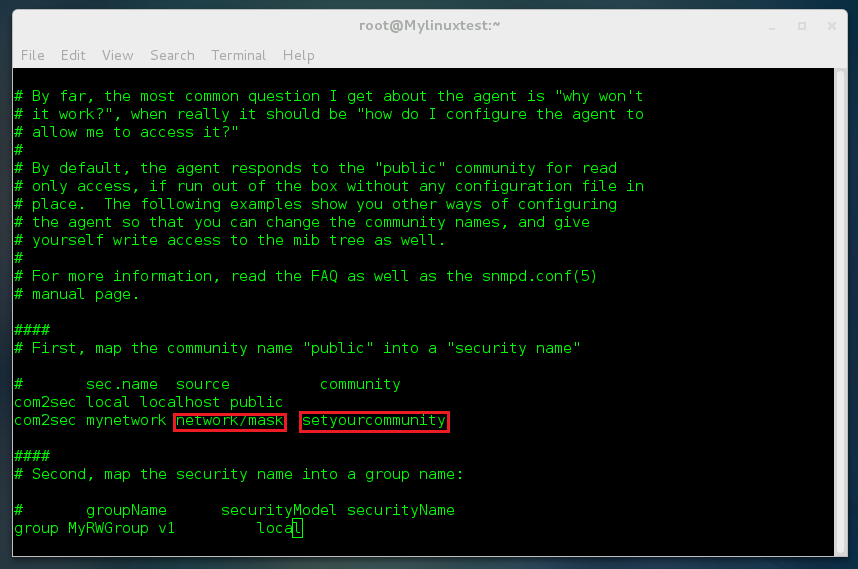 root@Mylinuxtest:~
File Edit View Search Terminal Help
# By far, the most common question I get about the agent is "why won't
# it work?", when really it should be "how do I configure the agent to
# allow me to access it?"
#
# By default, the agent responds to the "public" community for read
# only access, if run out of the box without any configuration file in
# place.  The following examples show you other ways of configuring
# the agent so that you can change the community names, and give
# yourself write access to the mib tree as well.
#
# For more information, read the FAQ as well as the snmpd.conf(5)
# manual page.
####
# First, map the community name "public" into a "security name"
#       sec.name  source          community
com2sec local localhost public
com2sec mynetwork network/mask  setyourcommunity
####
# Second, map the security name into a group name:
#       groupName      securityModel securityName
group MyRWGroup v1         local